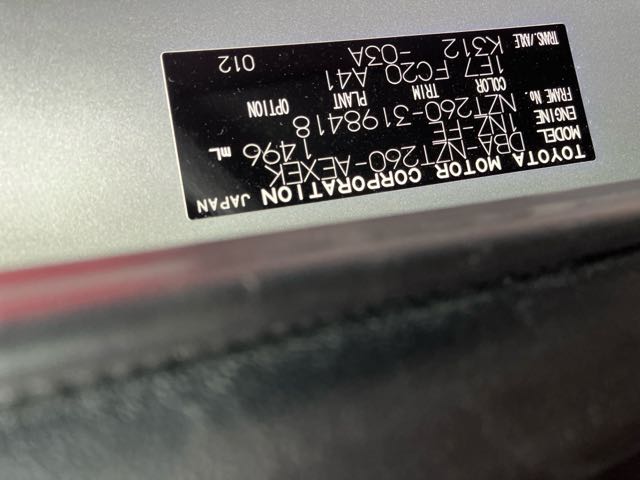 TOYOTA MOTOR CORPORATION JAPAN
MODEL DBA-NZT260-AEXEK
ENGINE 1NZ-FE 1496 mL
FRAME No. NZT260-3198418
COLOR TRIM PLANT OPTION
1E7 FC20 A41
TRANS./AXLE K312 -03A 012